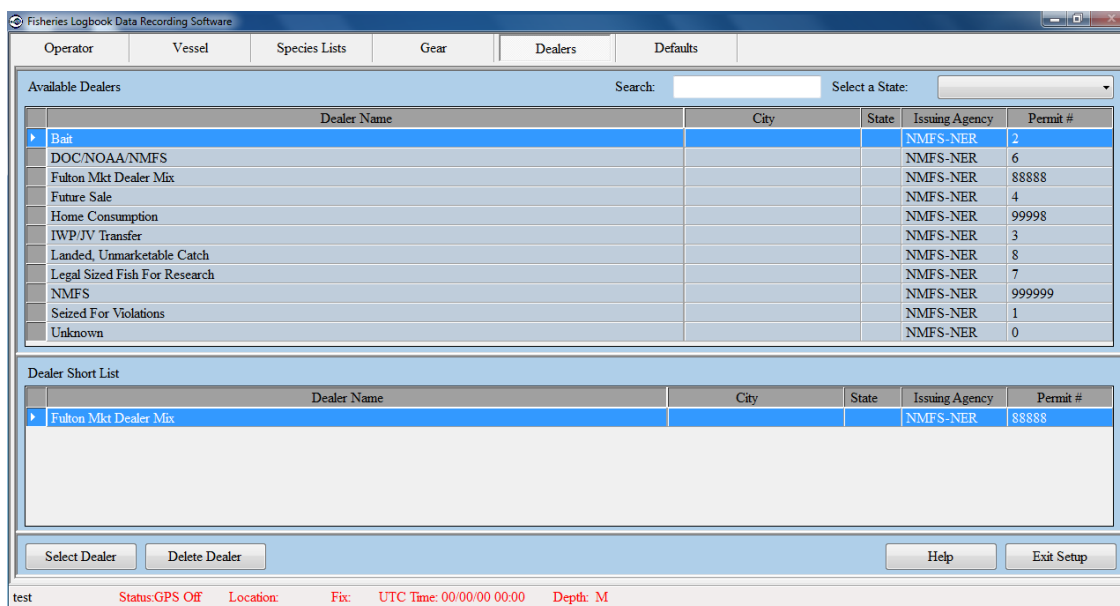 Fisheries Logbook Data Recording Software
Operator Vessel Species Lists Gear Dealers Defaults
Available Dealers Search: Select a State:
Dealer Name City State Issuing Agency Permit #
Bait NMFS-NER 2
DOC/NOAA/NMFS NMFS-NER 6
Fulton Mkt Dealer Mix NMFS-NER 88888
Future Sale NMFS-NER 4
Home Consumption NMFS-NER 99998
IWP/JV Transfer NMFS-NER 3
Landed, Unmarketable Catch NMFS-NER 8
Legal Sized Fish For Research NMFS-NER 7
NMFS NMFS-NER 999999
Seized For Violations NMFS-NER 1
Unknown NMFS-NER 0
Dealer Short List
Dealer Name City State Issuing Agency Permit #
Fulton Mkt Dealer Mix NMFS-NER 88888
Select Dealer Delete Dealer Help Exit Setup
test Status:GPS Off Location: Fix: UTC Time: 00/00/00 00:00 Depth: M